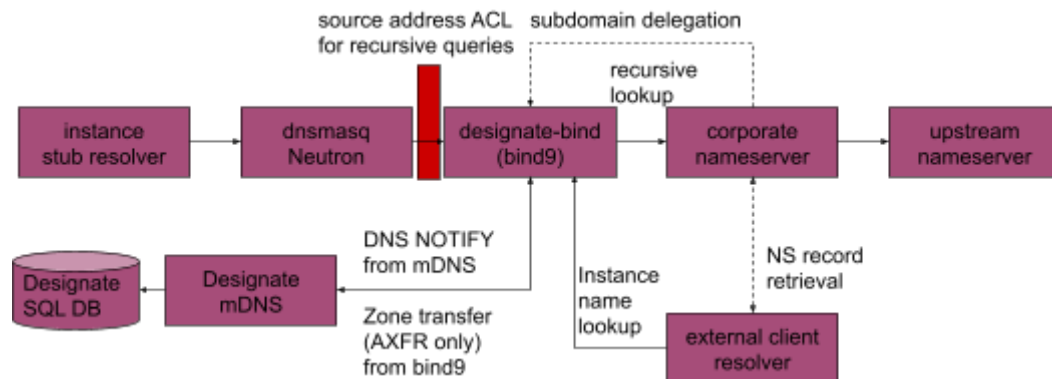 source address ACL
for recursive queries
subdomain delegation
recursive
lookup
instance
stub resolver
dnsmasq
Neutron
designate-bind
(bind9)
corporate
nameserver
upstream
nameserver
DNS NOTIFY
from mDNS
Designate
SQL DB
Designate
mDNS
Zone transfer
(AXFR only)
from bind9
Instance
name
lookup
NS record
retrieval
external client
resolver